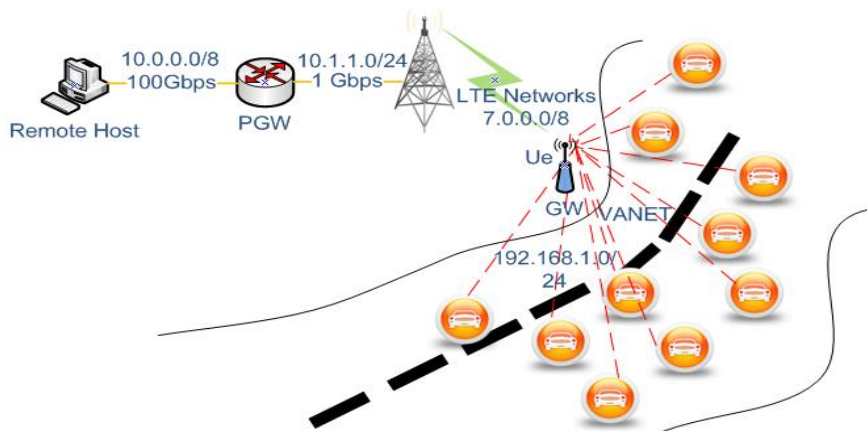 10.0.0.0/8
100Gbps
Remote Host
PGW
10.1.1.0/24
1 Gbps
LTE Networks
7.0.0.0/8
Ue
GW
VANET
192.168.1.0/
24